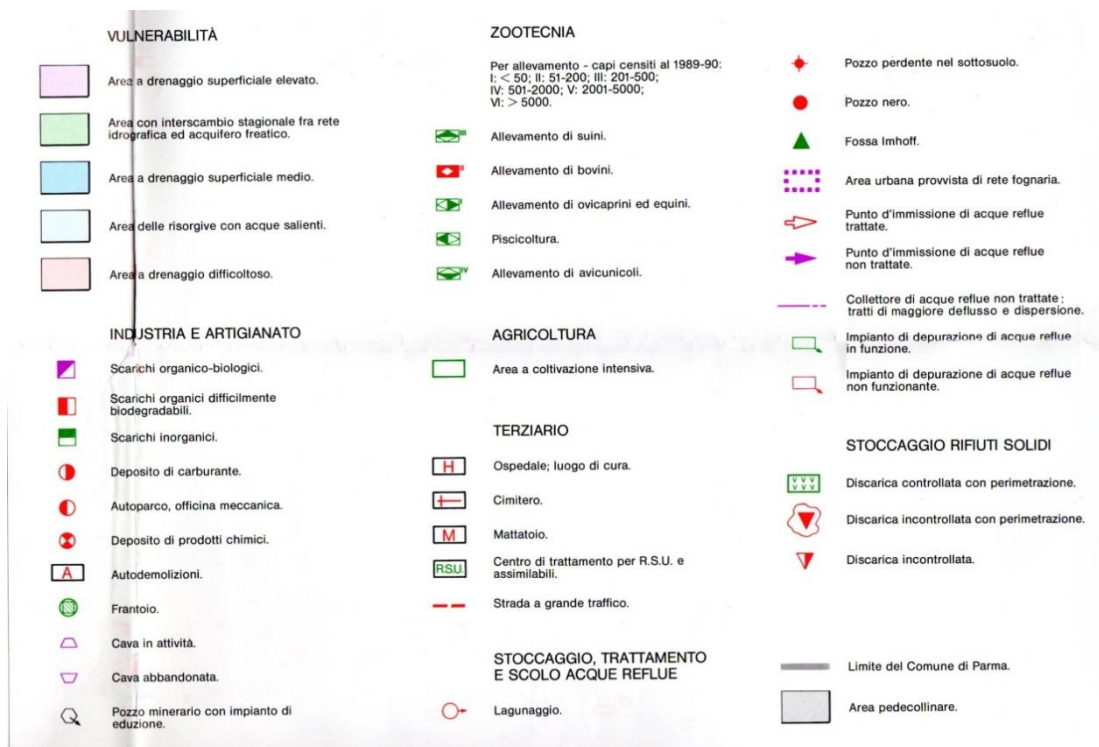 VULNERABILITÀ
Area a drenaggio superficiale elevato.
Area con interscambio stagionale fra rete
idrografica ed acquifero freatico.
Area a drenaggio superficiale medio.
Area delle risorgive con acque salienti.
Area a drenaggio difficoltoso.
INDUSTRIA E ARTIGIANATO
Scarichi organico-biologici.
Scarichi organici difficilmente
biodegradabili.
Scarichi inorganici.
Deposito di carburante.
Autoparco, officina meccanica.
Deposito di prodotti chimici.
A
Autodemolizioni.
Frantoio.
Cava in attività.
Cava abbandonata.
Pozzo minerario con impianto di
eduzione.
ZOOTECNIA
Per allevamento - capi censiti al 1989-90:
I: < 50; II: 51-200; III: 201-500;
IV: 501-2000; V: 2001-5000;
VI: > 5000.
III
Allevamento di suini.
Allevamento di bovini.
Allevamento di ovicaprini ed equini.
Piscicoltura.
IV
Allevamento di avicunicoli.
AGRICOLTURA
Area a coltivazione intensiva.
TERZIARIO
H
Ospedale; luogo di cura.
Cimitero.
M
Mattatoio.
R.S.U.
Centro di trattamento per R.S.U. e
assimilabili.
Strada a grande traffico.
STOCCAGGIO, TRATTAMENTO
E SCOLO ACQUE REFLUE
Lagunaggio.
Pozzo perdente nel sottosuolo.
Pozzo nero.
Fossa Imhoff.
Area urbana provvista di rete fognaria.
Punto d'immissione di acque reflue
trattate.
Punto d'immissione di acque reflue
non trattate.
Collettore di acque reflue non trattate;
tratti di maggiore deflusso e dispersione.
Impianto di depurazione di acque reflue
in funzione.
Impianto di depurazione di acque reflue
non funzionante.
STOCCAGGIO RIFIUTI SOLIDI
Discarica controllata con perimetrazione.
Discarica incontrollata con perimetrazione.
Discarica incontrollata.
Limite del Comune di Parma.
Area pedecollinare.